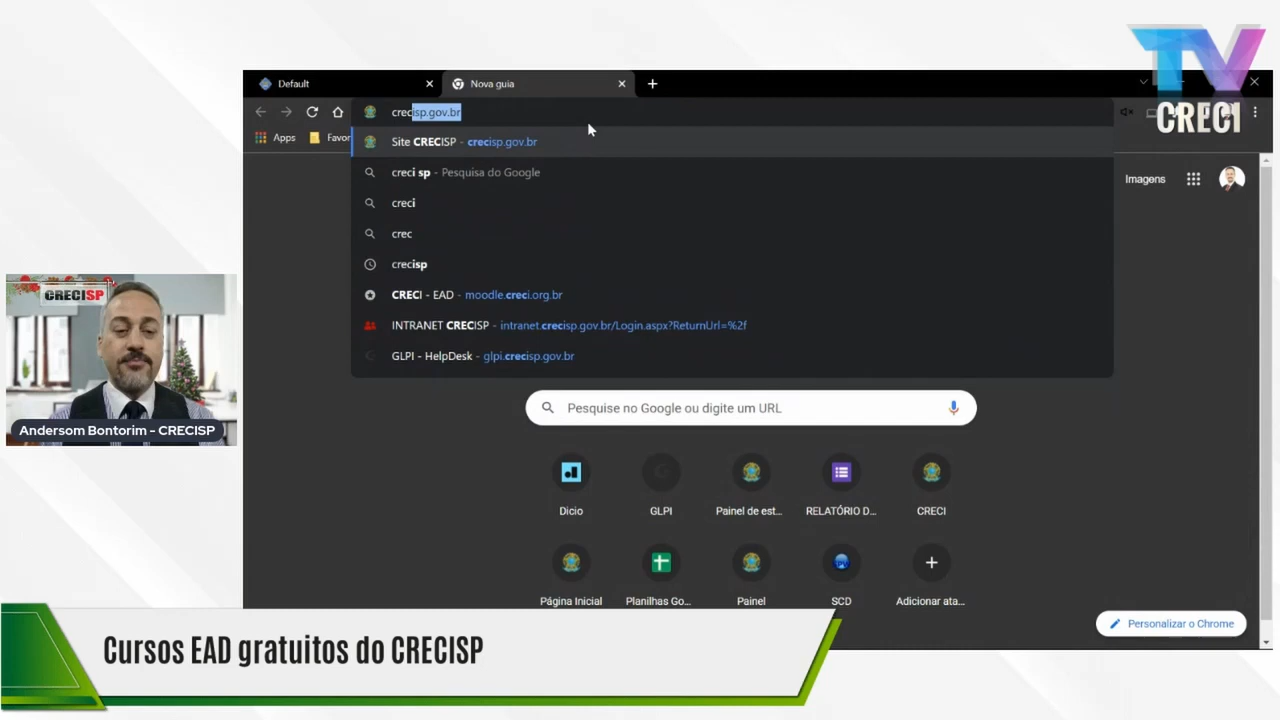 TV
CRECI
Default
Nova guia
crecisp.gov.br
Apps
Favor
Site CRECISP - crecisp.gov.br
creci sp - Pesquisa do Google
creci
crec
crecisp
CRECI - EAD - moodle.creci.org.br
INTRANET CRECISP - intranet.crecisp.gov.br/Login.aspx?ReturnUrl=%2f
GLPI - HelpDesk - glpi.crecisp.gov.br
Imagens
Pesquise no Google ou digite um URL
Dicio
GLPI
Painel de est...
RELATÓRIO D...
CRECI
Página Inicial
Planilhas Go...
Painel
SCD
Adicionar ata...
Personalizar o Chrome
CRECISP
Andersom Bontorim - CRECISP
Cursos EAD gratuitos do CRECISP